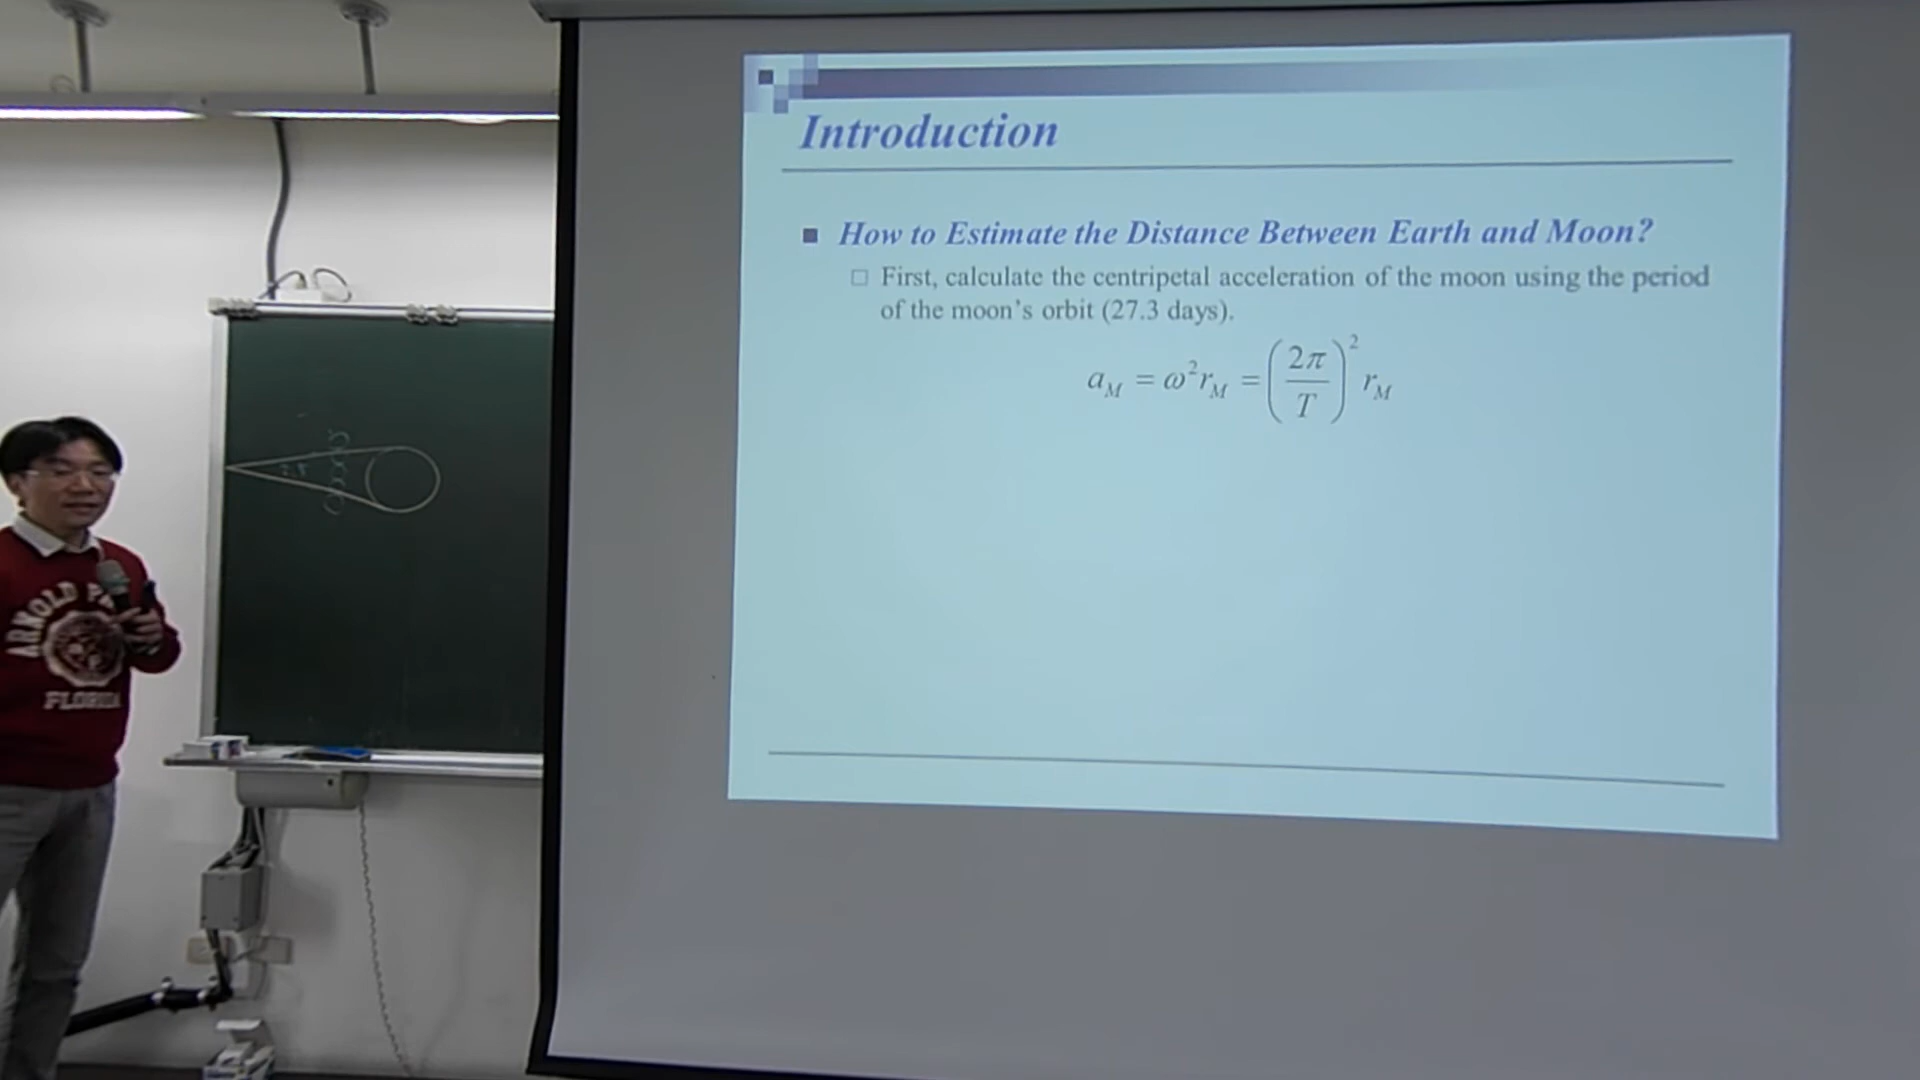 Introduction
How to Estimate the Distance Between Earth and Moon?
First, calculate the centripetal acceleration of the moon using the period
of the moon's orbit (27.3 days).
a_M = ω²r_M = (2π/T)² r_M
ARNOLD
FLORIDA